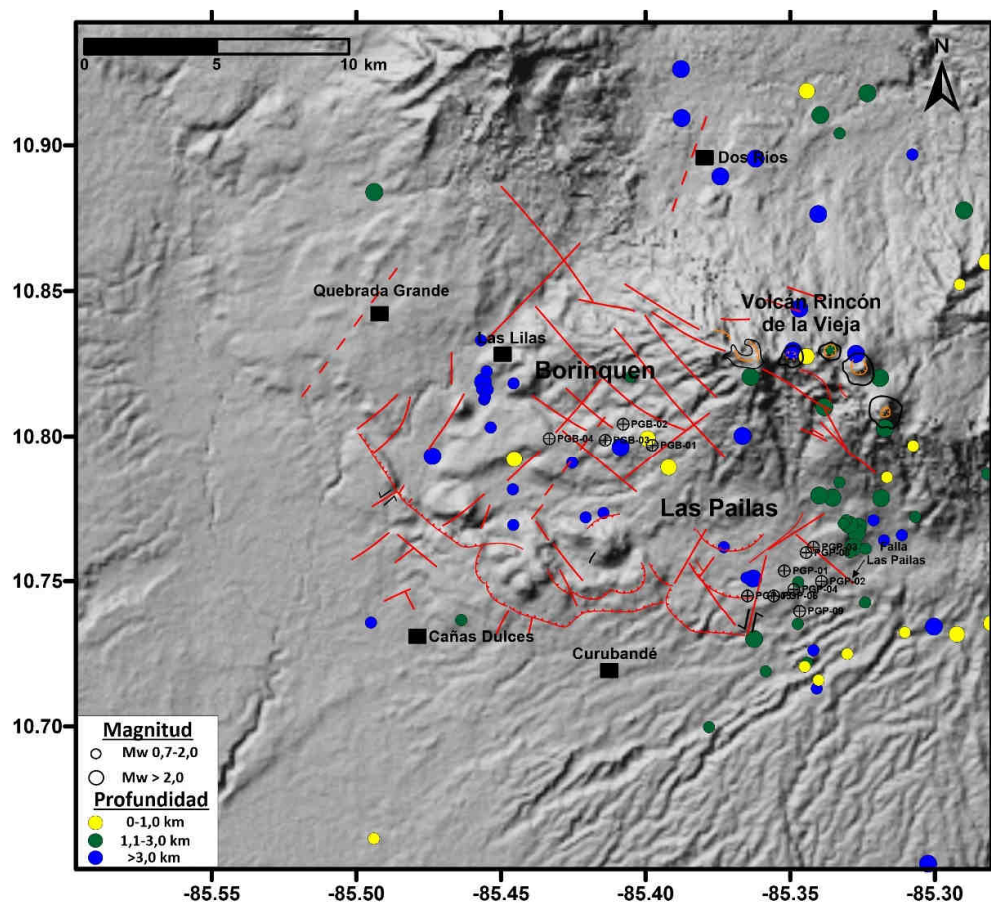 0 5 10 km
N
10.90
Dos Ríos
10.85
Quebrada Grande
Volcán Rincón
de la Vieja
Las Lilas
Borinquen
10.80
PGB-02
PGB-04
PGB-03
PGB-01
Las Pailas
Falla
Las Pailas
10.75
PGP-01
PGP-02
PGP-04
PGP-09
Cañas Dulces
Curubandé
10.70
Magnitud
Mw 0,7-2,0
Mw > 2,0
Profundidad
0-1,0 km
1,1-3,0 km
>3,0 km
-85.55 -85.50 -85.45 -85.40 -85.35 -85.30